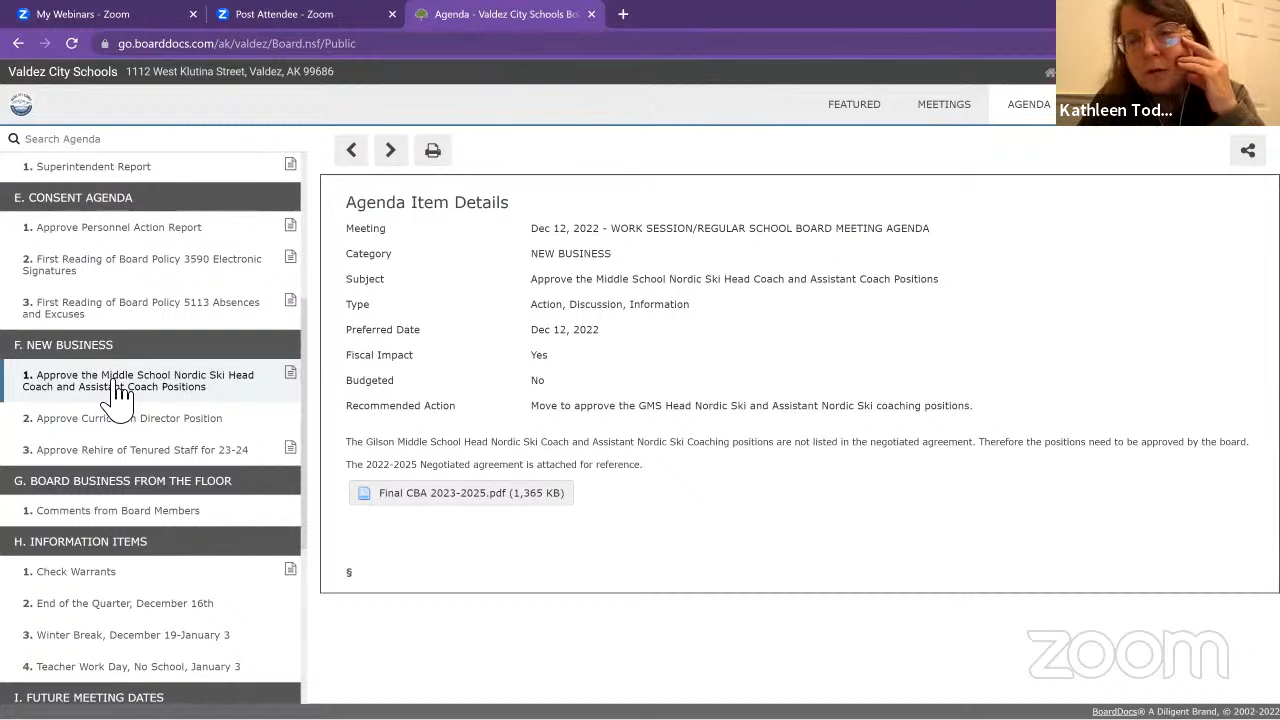 My Webinars - Zoom
Post Attendee - Zoom
Agenda - Valdez City Schools Bo
go.boarddocs.com/ak/valdez/Board.nsf/Public
Valdez City Schools 1112 West Klutina Street, Valdez, AK 99686
FEATURED MEETINGS AGENDA
Kathleen Tod...
Search Agenda
1. Superintendent Report
E. CONSENT AGENDA
1. Approve Personnel Action Report
2. First Reading of Board Policy 3590 Electronic
Signatures
3. First Reading of Board Policy 5113 Absences
and Excuses
F. NEW BUSINESS
1. Approve the Middle School Nordic Ski Head
Coach and Assistant Coach Positions
2. Approve Curriculum Director Position
3. Approve Rehire of Tenured Staff for 23-24
G. BOARD BUSINESS FROM THE FLOOR
1. Comments from Board Members
H. INFORMATION ITEMS
1. Check Warrants
2. End of the Quarter, December 16th
3. Winter Break, December 19-January 3
4. Teacher Work Day, No School, January 3
I. FUTURE MEETING DATES
Agenda Item Details
Meeting Dec 12, 2022 - WORK SESSION/REGULAR SCHOOL BOARD MEETING AGENDA
Category NEW BUSINESS
Subject Approve the Middle School Nordic Ski Head Coach and Assistant Coach Positions
Type Action, Discussion, Information
Preferred Date Dec 12, 2022
Fiscal Impact Yes
Budgeted No
Recommended Action Move to approve the GMS Head Nordic Ski and Assistant Nordic Ski coaching positions.
The Gilson Middle School Head Nordic Ski Coach and Assistant Nordic Ski Coaching positions are not listed in the negotiated agreement. Therefore the positions need to be approved by the board.
The 2022-2025 Negotiated agreement is attached for reference.
Final CBA 2023-2025.pdf (1,365 KB)
§
zoom
BoardDocs® A Diligent Brand, © 2002-2022